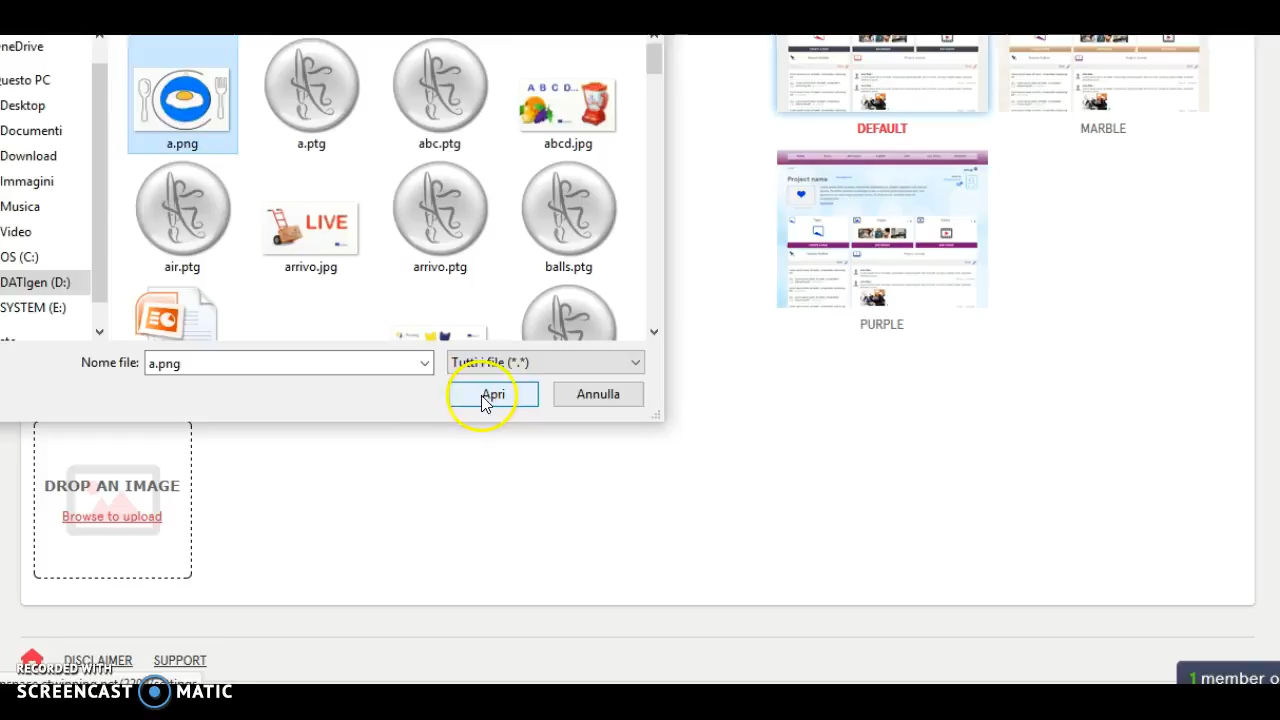 neDrive
uesto PC
Desktop
Documenti
Download
Immagini
Musica
Video
OS (C:)
DATIgen (D:)
SYSTEM (E:)
a.png
a.ptg
abc.ptg
A B C D...
abcd.jpg
air.ptg
LIVE
arrivo.jpg
arrivo.ptg
balls.ptg
Nome file:
a.png
Tutti i file (*.*)
Apri
Annulla
DEFAULT
MARBLE
Project name
PURPLE
DROP AN IMAGE
Browse to upload
DISCLAIMER
SUPPORT
1 member o
RECORDED WITH
SCREENCAST MATIC